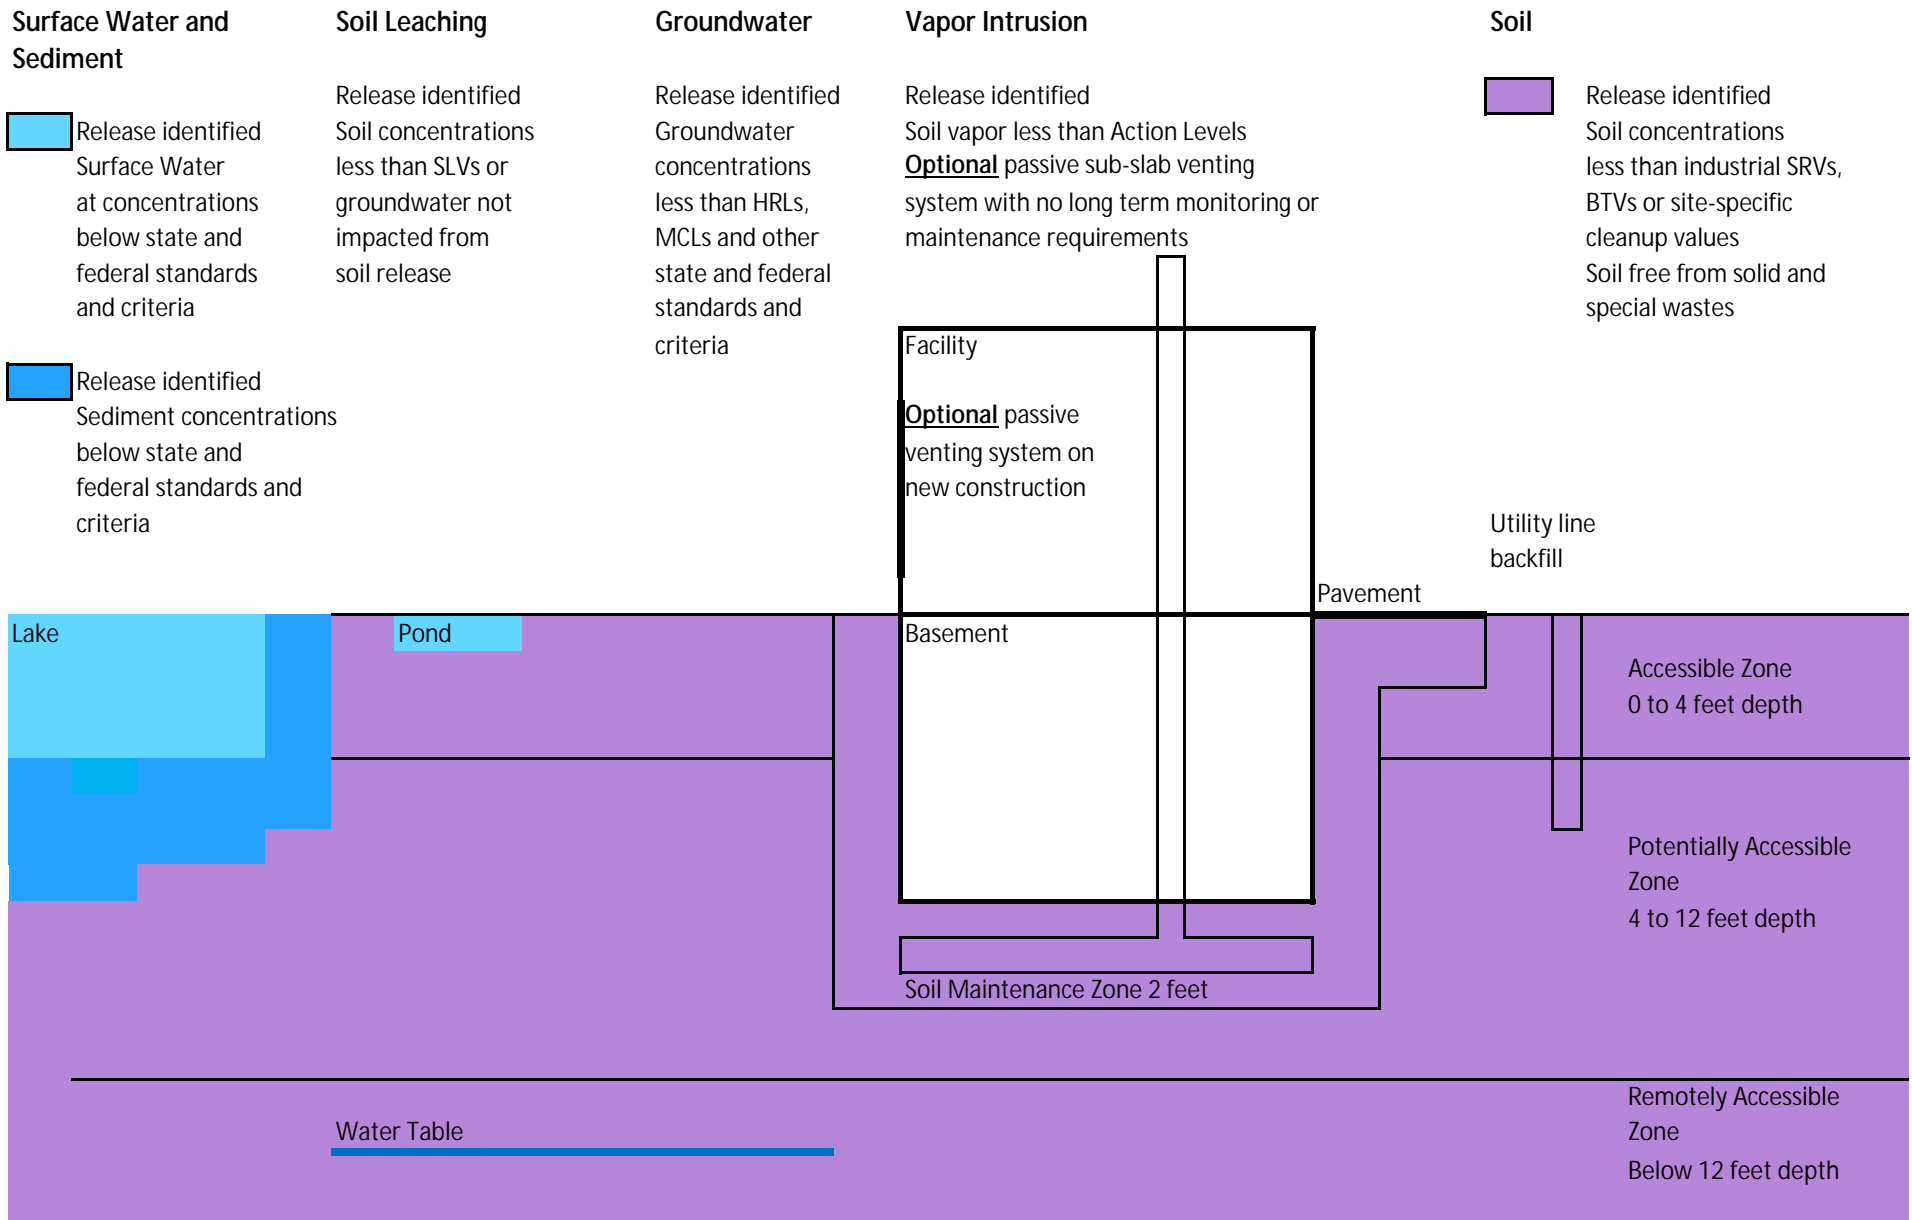 Surface Water and
Sediment
Release identified
Surface Water
at concentrations
below state and
federal standards
and criteria
Release identified
Sediment concentrations
below state and
federal standards and
criteria
Soil Leaching
Release identified
Soil concentrations
less than SLVs or
groundwater not
impacted from
soil release
Groundwater
Release identified
Groundwater
concentrations
less than HRLs,
MCLs and other
state and federal
standards and
criteria
Vapor Intrusion
Release identified
Soil vapor less than Action Levels
Optional passive sub-slab venting
system with no long term monitoring or
maintenance requirements
Soil
Release identified
Soil concentrations
less than industrial SRVs,
BTVs or site-specific
cleanup values
Soil free from solid and
special wastes
Facility
Optional passive
venting system on
new construction
Utility line
backfill
Pavement
Lake
Pond
Basement
Accessible Zone
0 to 4 feet depth
Potentially Accessible
Zone
4 to 12 feet depth
Soil Maintenance Zone 2 feet
Remotely Accessible
Zone
Below 12 feet depth
Water Table